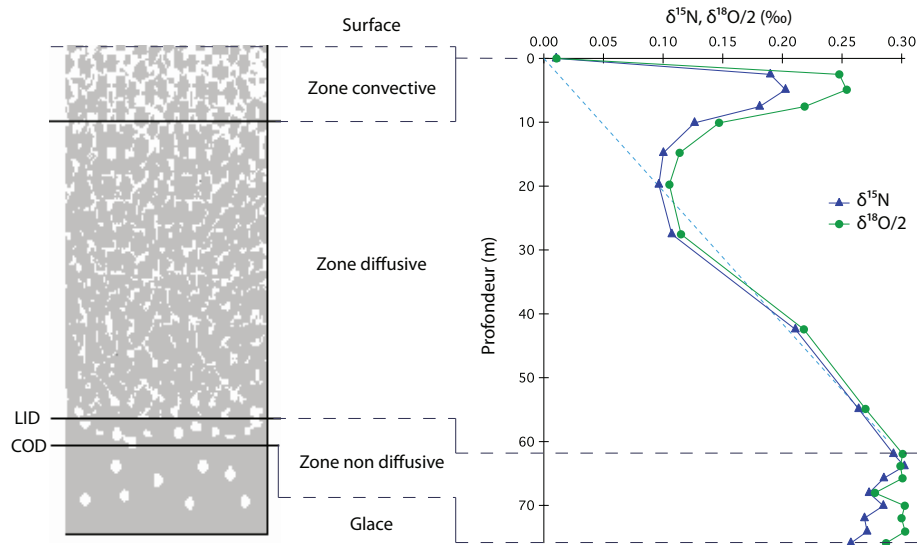 Surface
Zone convective
Zone diffusive
LID
COD
Zone non diffusive
Glace
δ¹⁵N, δ¹⁸O/2 (‰)
0.00 0.05 0.10 0.15 0.20 0.25 0.30
0
10
20
30
40
50
60
70
Profondeur (m)
δ¹⁵N
δ¹⁸O/2